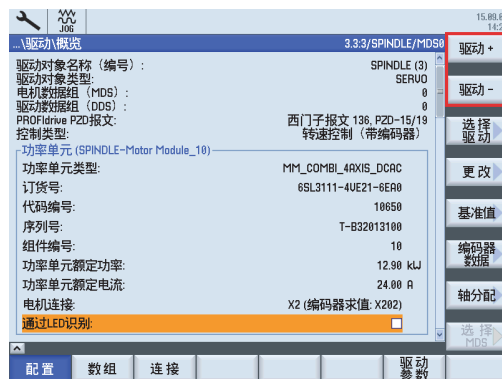 JOG
15.09.0
14:2
...\驱动\概览
3.3:3/SPINDLE/MDS0
驱动 +
驱动对象名称（编号）:
SPINDLE (3)
驱动对象类型:
SERVO
电机数据组（MDS）:
0
驱动数据组（DDS）:
0
PROFIdrive PZD报文:
西门子报文 136, PZD-15/19
控制类型:
转速控制（带编码器）
驱动 -
选择
驱动
功率单元 (SPINDLE-Motor Module_10)
功率单元类型:
MM_COMBI_4AXIS_DCAC
更改
订货号:
6SL3111-4VE21-6EA0
代码编号:
10650
基准值
序列号:
T-B32013100
组件编号:
10
编码器
数据
功率单元额定功率:
12.90 kW
功率单元额定电流:
24.00 A
轴分配
电机连接:
X2 (编码器求值: X202)
通过LED识别:
选择
MDS
配置
数组
连接
驱动
参数